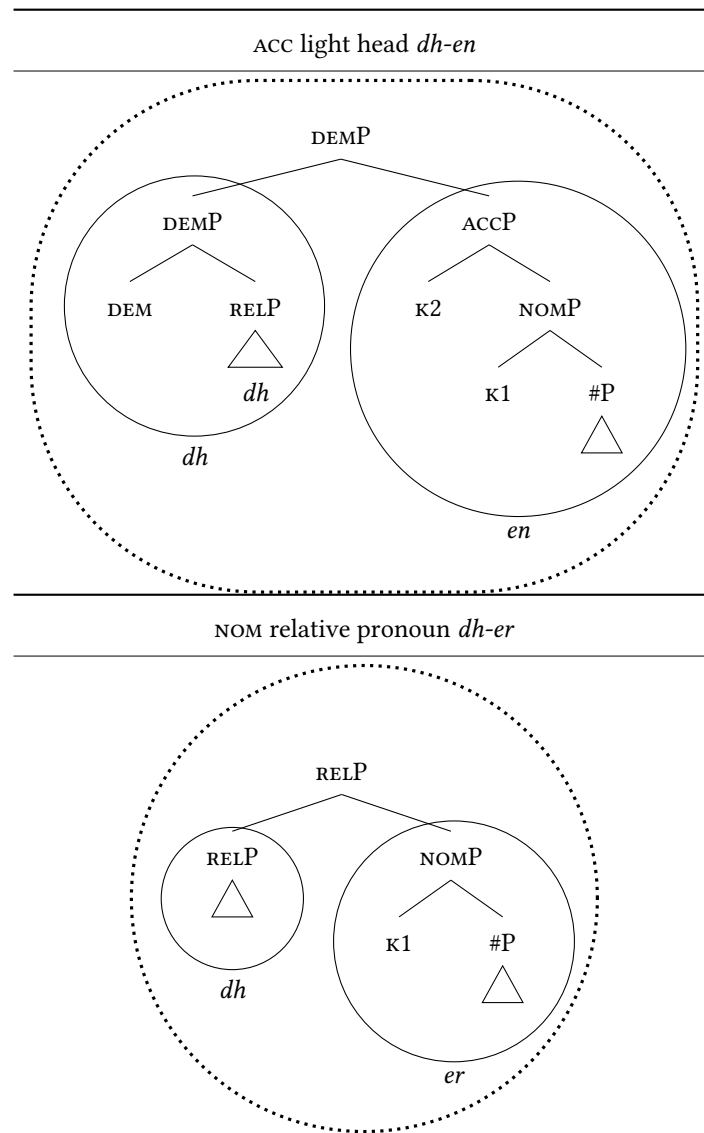 ACC light head dh-en
DEMP
DEMP ACCP
DEM RELP K2 NOMP
dh K1 #P
dh
en
NOM relative pronoun dh-er
RELP
RELP NOMP
K1 #P
dh
er